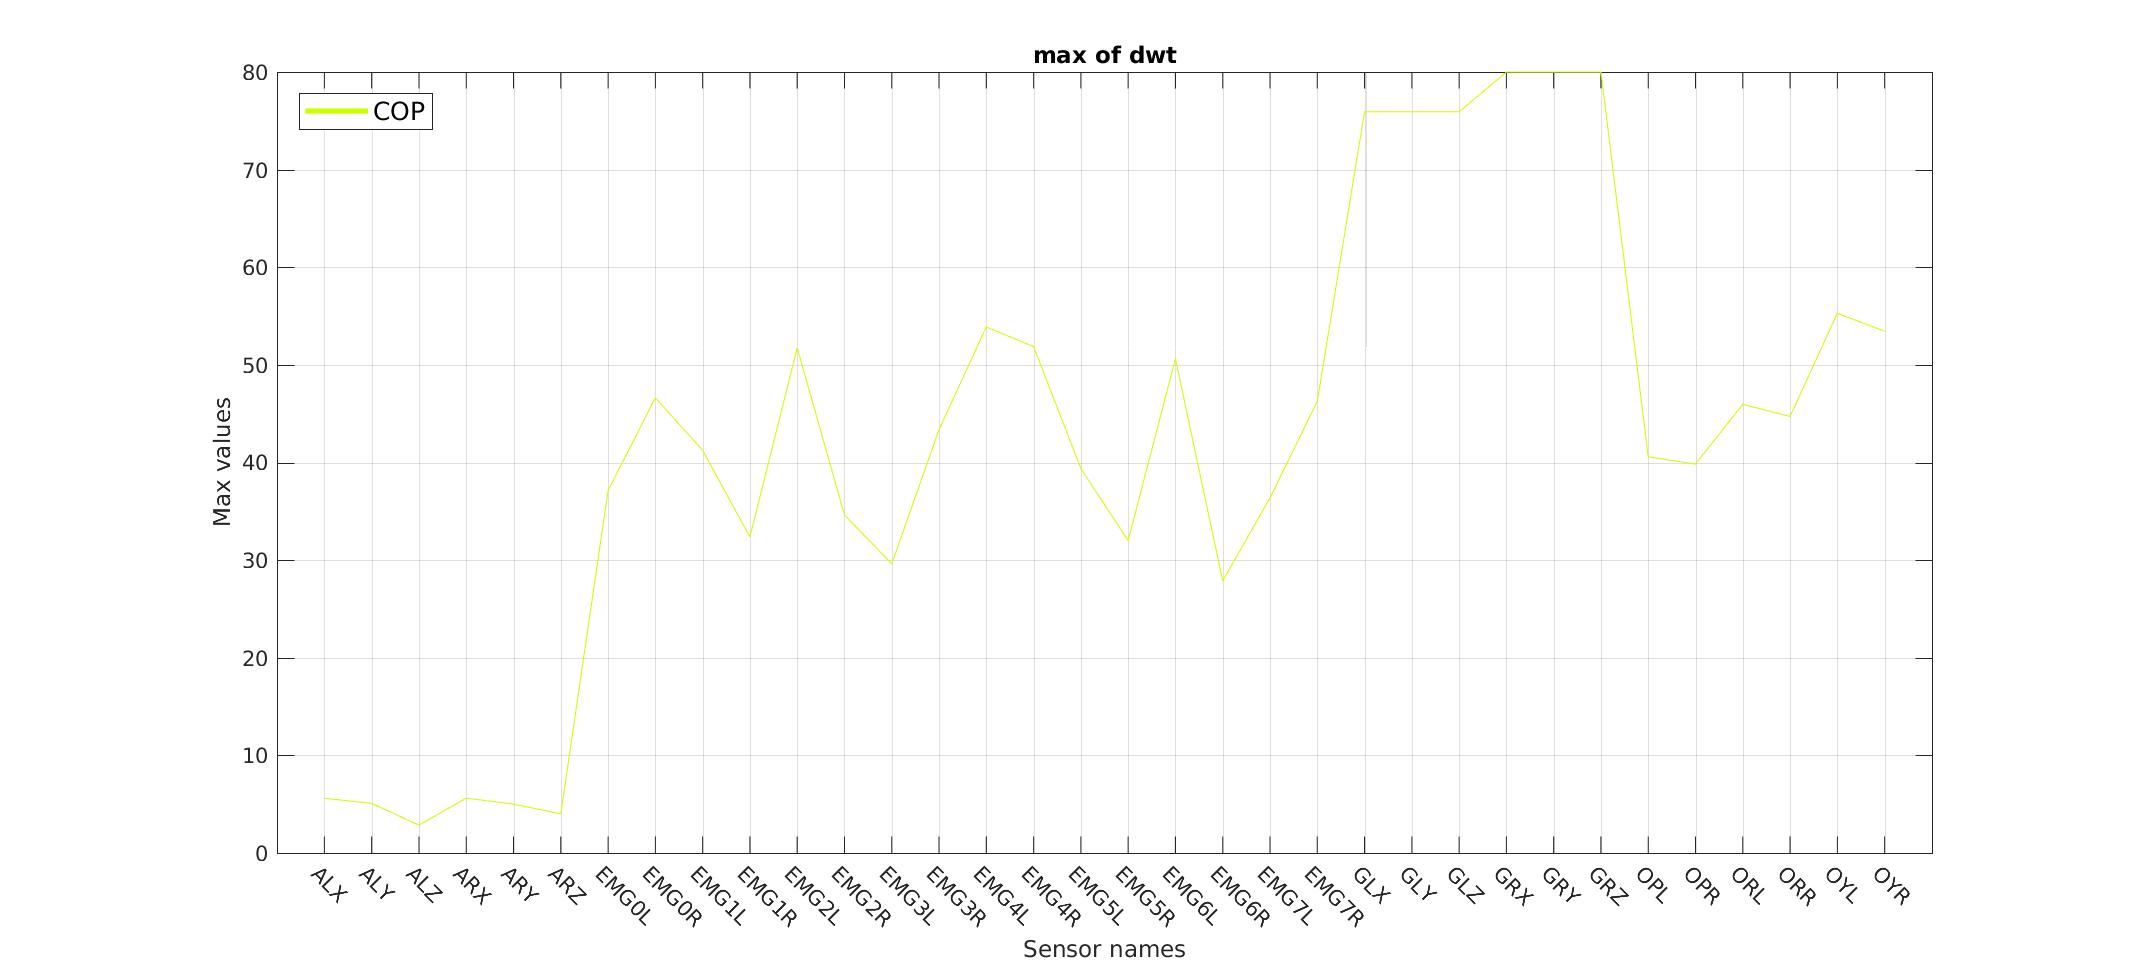 max of dwt
COP
80
70
60
50
40
30
20
10
0
Max values
ALX
ALY
ALZ
ARX
ARY
ARZ
EMG0L
EMG0R
EMG1L
EMG1R
EMG2L
EMG2R
EMG3L
EMG3R
EMG4L
EMG4R
EMG5L
EMG5R
EMG6L
EMG6R
EMG7L
EMG7R
GLX
GLY
GLZ
GRX
GRY
GRZ
OPL
OPR
ORL
ORR
OYL
OYR
Sensor names